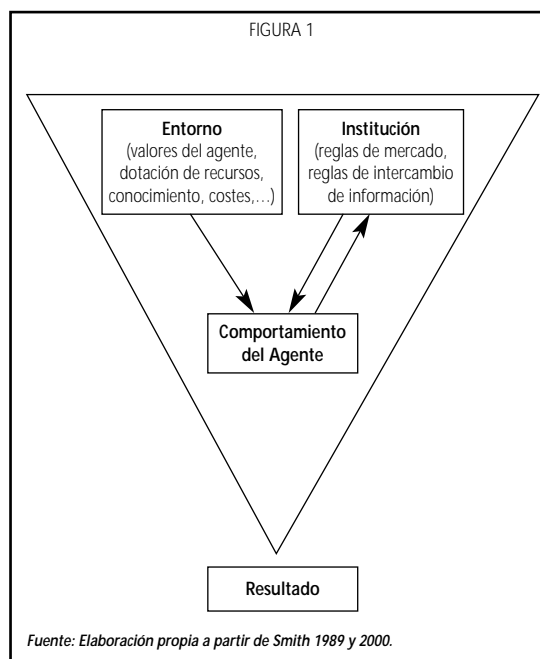 FIGURA 1
Entorno
(valores del agente,
dotación de recursos,
conocimiento, costes,...)
Institución
(reglas de mercado,
reglas de intercambio
de información)
Comportamiento
del Agente
Resultado
Fuente: Elaboración propia a partir de Smith 1989 y 2000.